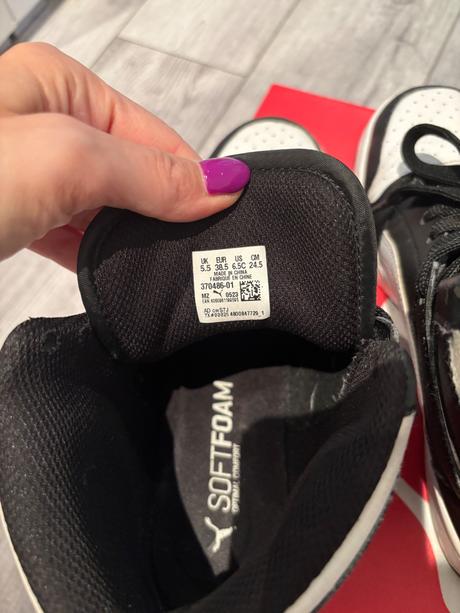 UK EUR US CM
5.5 38.5 6.5C 24.5
MADE IN CHINA
FABRIQUÉ EN CHINE
370486-01
MZ 0523
SOFTFOAM
OPTIMAL COMFORT